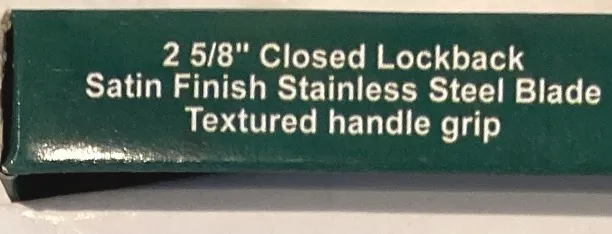 2 5/8" Closed Lockback
Satin Finish Stainless Steel Blade
Textured handle grip